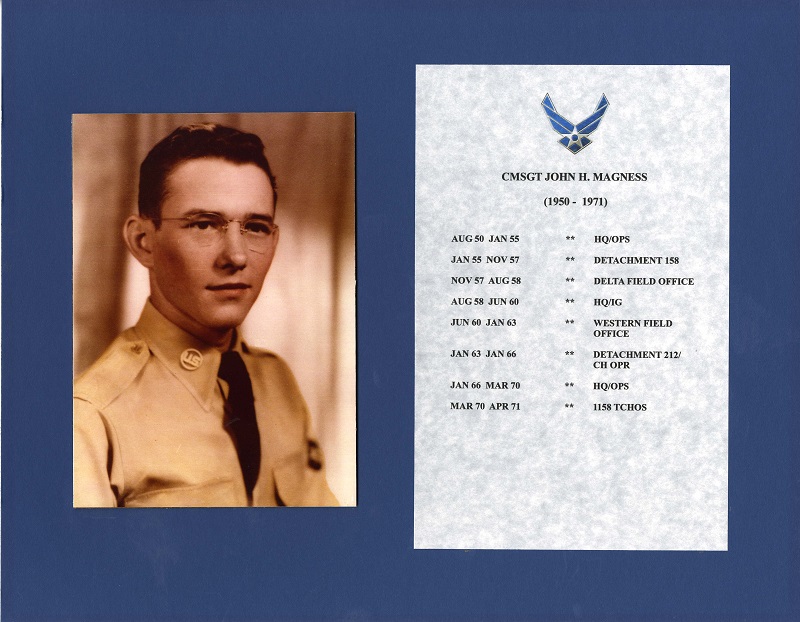 CMSGT JOHN H. MAGNESS
(1950 - 1971)
AUG 50 JAN 55 ** HQ/OPS
JAN 55 NOV 57 ** DETACHMENT 158
NOV 57 AUG 58 ** DELTA FIELD OFFICE
AUG 58 JUN 60 ** HQ/IG
JUN 60 JAN 63 ** WESTERN FIELD
OFFICE
JAN 63 JAN 66 ** DETACHMENT 212/
CH OPR
JAN 66 MAR 70 ** HQ/OPS
MAR 70 APR 71 ** 1158 TCHOS